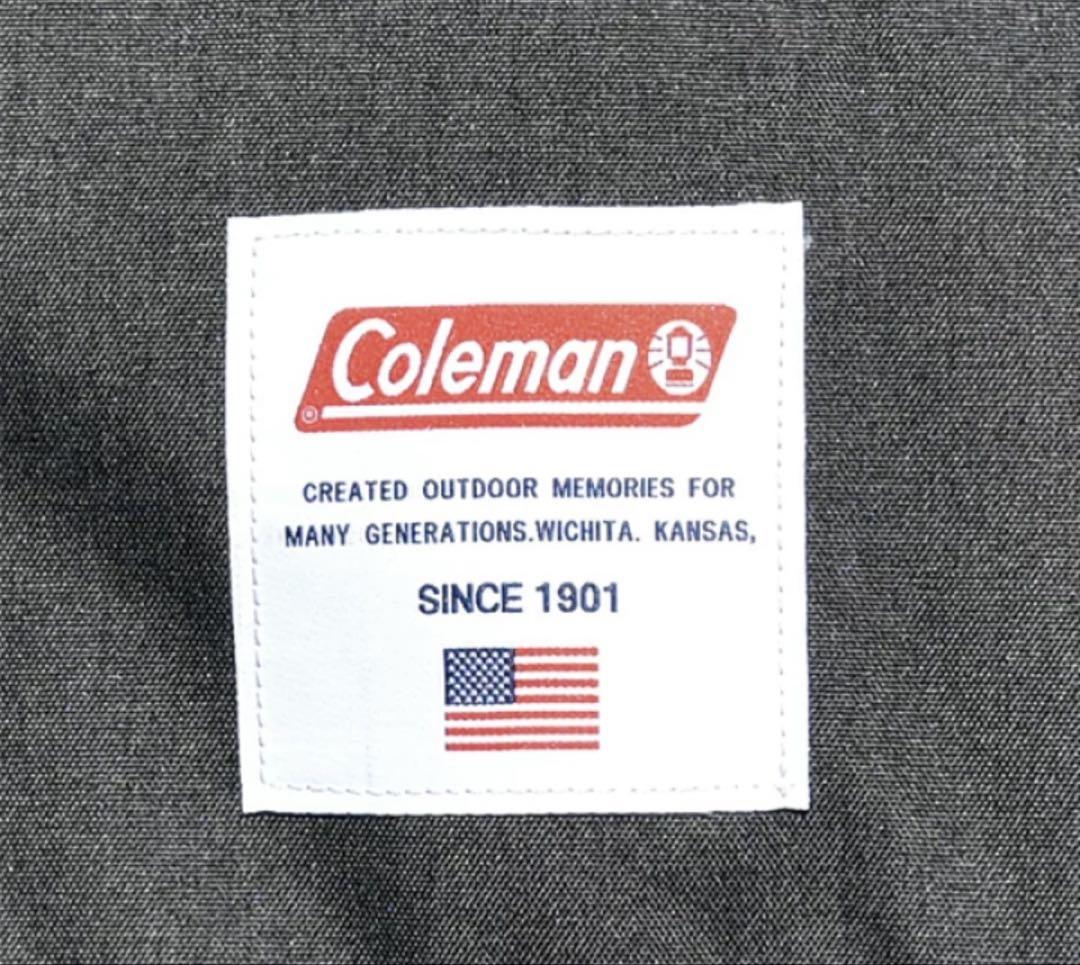 Coleman
®
CREATED OUTDOOR MEMORIES FOR
MANY GENERATIONS.WICHITA. KANSAS,
SINCE 1901